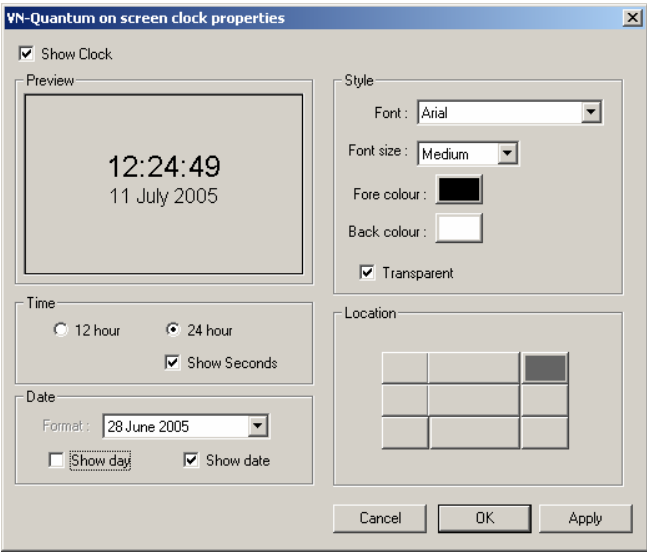 VN-Quantum on screen clock properties
Show Clock
Preview
12:24:49
11 July 2005
Time
12 hour
24 hour
Show Seconds
Date
Format :
28 June 2005
Show day
Show date
Style
Font :
Arial
Font size :
Medium
Fore colour :
Back colour :
Transparent
Location
Cancel
OK
Apply